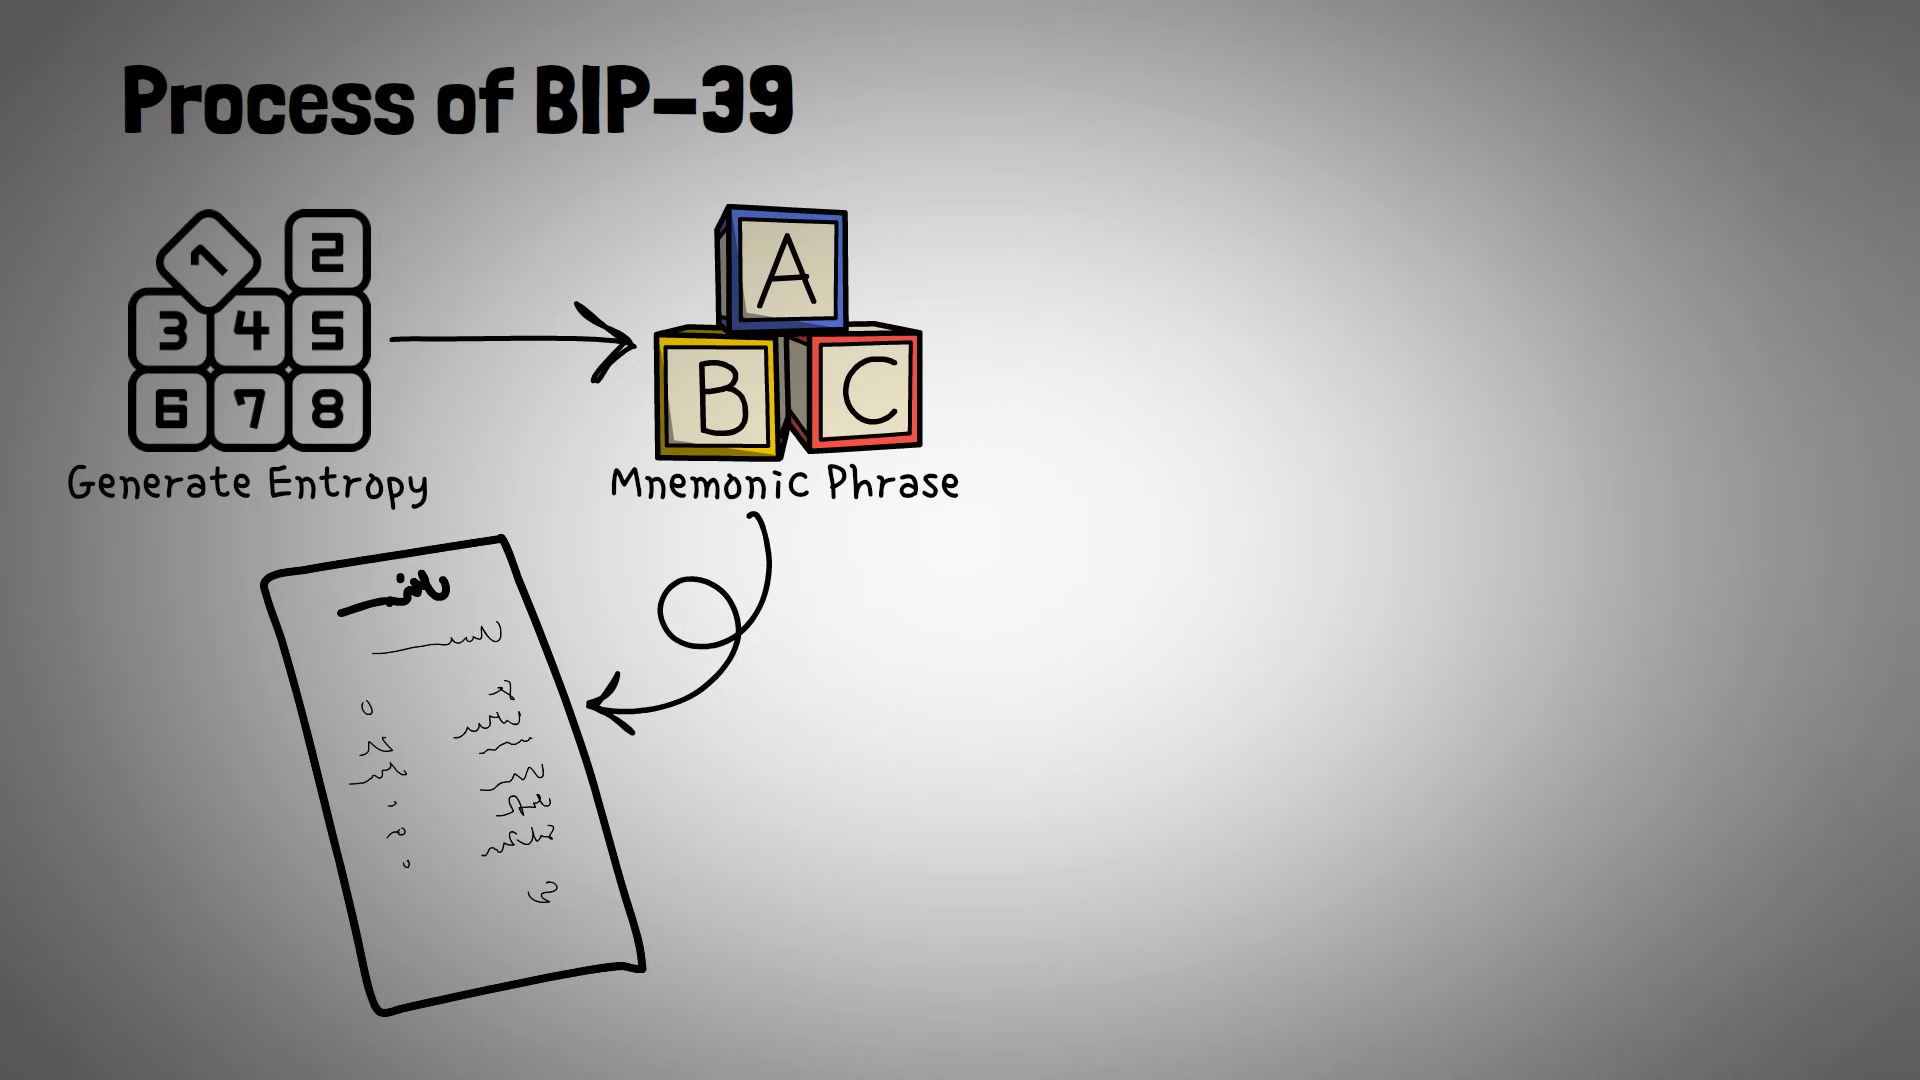 Process of BIP-39
1
2
3 4 5
6 7 8
A
B C
Generate Entropy
Mnemonic Phrase